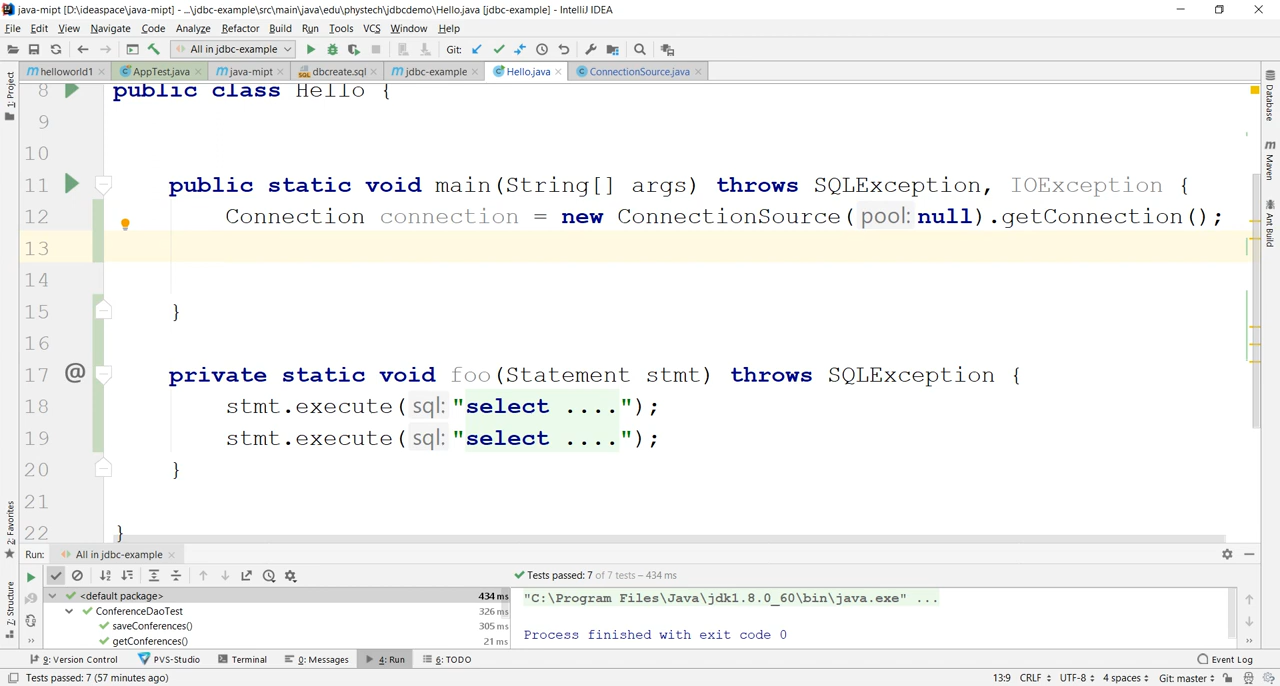 java-mipt [D:\ideaspace\java-mipt] - ...\jdbc-example\src\main\java\edu\phystech\jdbcdemo\Hello.java [jdbc-example] - IntelliJ IDEA
File Edit View Navigate Code Analyze Refactor Build Run Tools VCS Window Help
All in jdbc-example Git:
helloworld1 AppTest.java java-mipt dbcreate.sql jdbc-example Hello.java ConnectionSource.java
1: Project
Database
Maven
Ant Build
8 public class Hello {
9
10
11 public static void main(String[] args) throws SQLException, IOException {
12 Connection connection = new ConnectionSource( pool: null).getConnection();
13
14
15 }
16
17 @ private static void foo(Statement stmt) throws SQLException {
18 stmt.execute( sql: "select ....");
19 stmt.execute( sql: "select ....");
20 }
21
22 }
2: Favorites
7: Structure
Run: All in jdbc-example
Tests passed: 7 of 7 tests – 434 ms
<default package> 434 ms
ConferenceDaoTest 326 ms
saveConferences() 305 ms
getConferences() 21 ms
"C:\Program Files\Java\jdk1.8.0_60\bin\java.exe" ...
Process finished with exit code 0
9: Version Control PVS-Studio Terminal 0: Messages 4: Run 6: TODO Event Log
Tests passed: 7 (57 minutes ago) 13:9 CRLF UTF-8 4 spaces Git: master